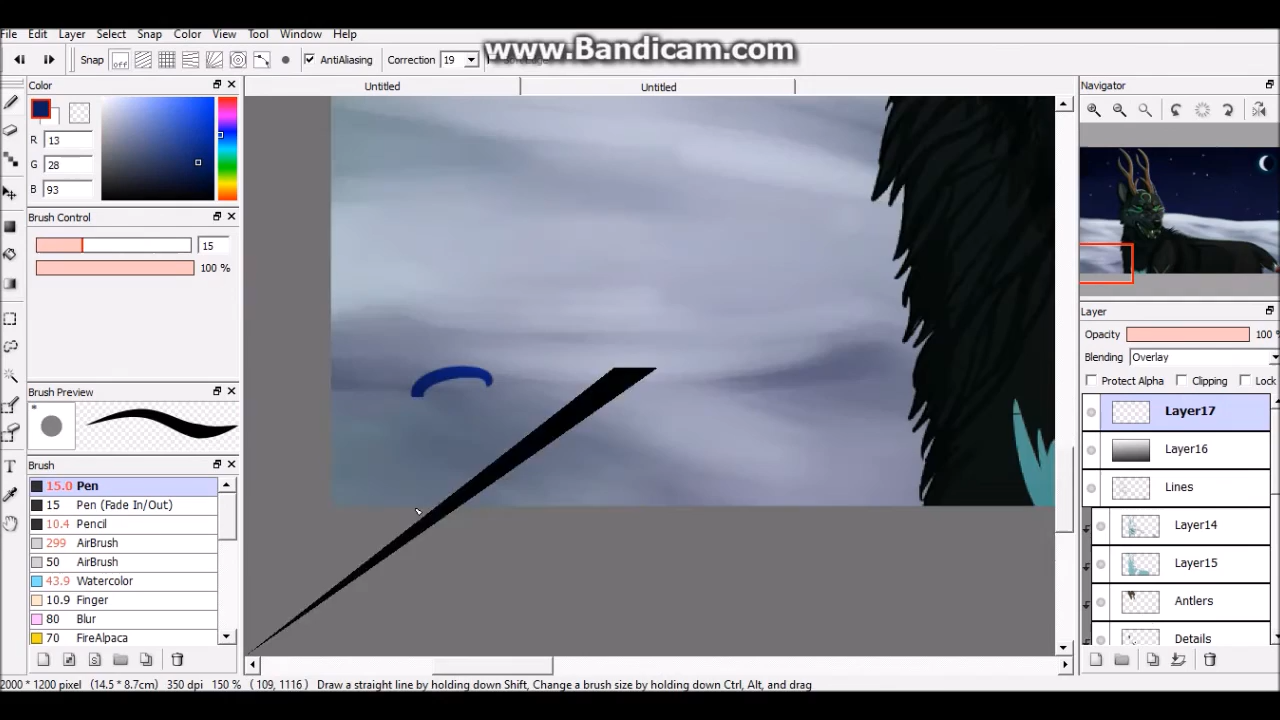 www.Bandicam.com
File Edit Layer Select Snap Color View Tool Window Help
Snap off AntiAliasing Correction 19
Untitled Untitled
Color
R 13
G 28
B 93
Brush Control
15
100 %
Brush Preview
Brush
15.0 Pen
15 Pen (Fade In/Out)
10.4 Pencil
299 AirBrush
50 AirBrush
43.9 Watercolor
10.9 Finger
80 Blur
70 FireAlpaca
Navigator
Layer
Opacity 100
Blending Overlay
Protect Alpha Clipping Lock
Layer17
Layer16
Lines
Layer14
Layer15
Antlers
Details
2000 * 1200 pixel (14.5 * 8.7cm) 350 dpi 150 % ( 109, 1116 ) Draw a straight line by holding down Shift, Change a brush size by holding down Ctrl, Alt, and drag